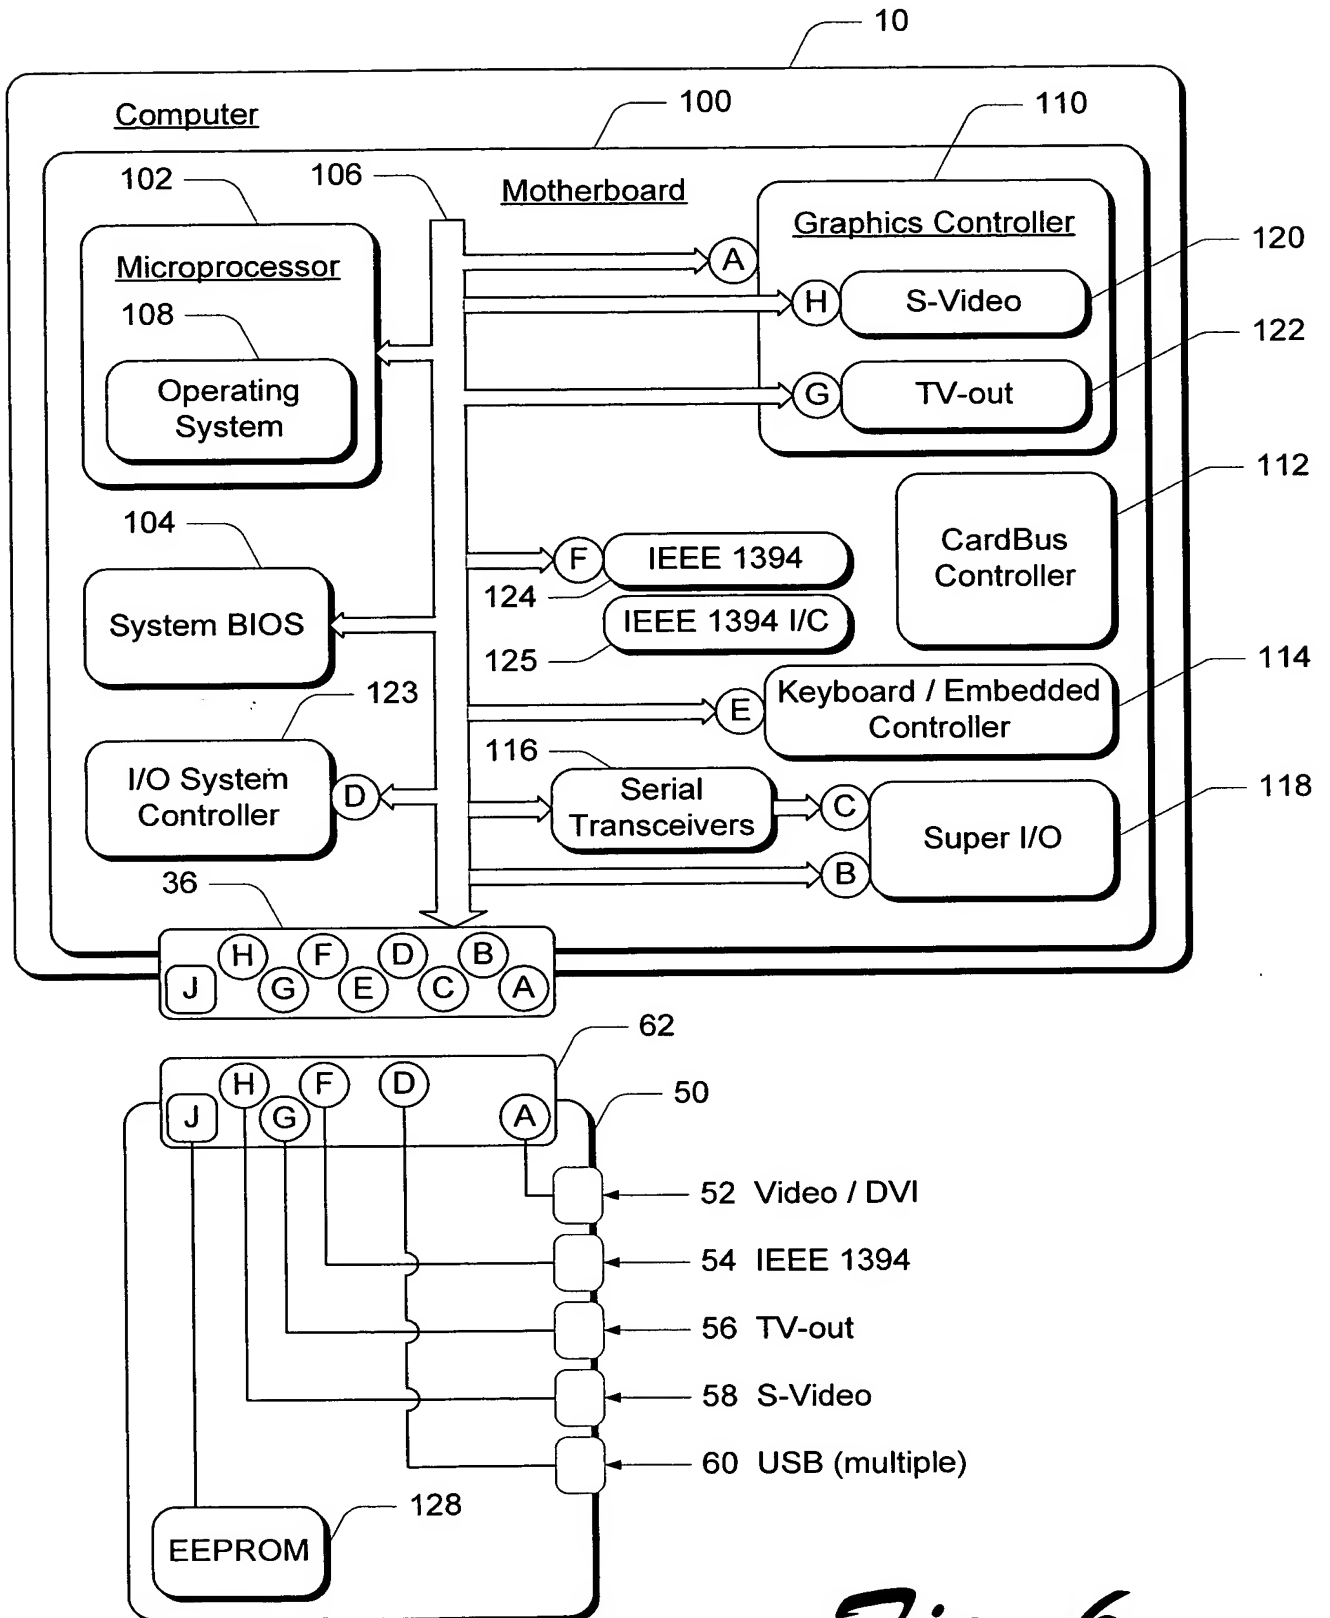 10
Computer
100
110
102
106
Motherboard
Graphics Controller
120
Microprocessor
A
108
H
S-Video
122
Operating
System
G
TV-out
112
104
CardBus
Controller
F
IEEE 1394
124
System BIOS
IEEE 1394 I/C
125
114
123
Keyboard / Embedded
Controller
E
116
I/O System
Controller
D
Serial
Transceivers
C
118
Super I/O
B
36
H
F
D
B
J
G
E
C
A
62
H
F
D
50
J
G
A
52 Video / DVI
54 IEEE 1394
56 TV-out
58 S-Video
60 USB (multiple)
128
EEPROM